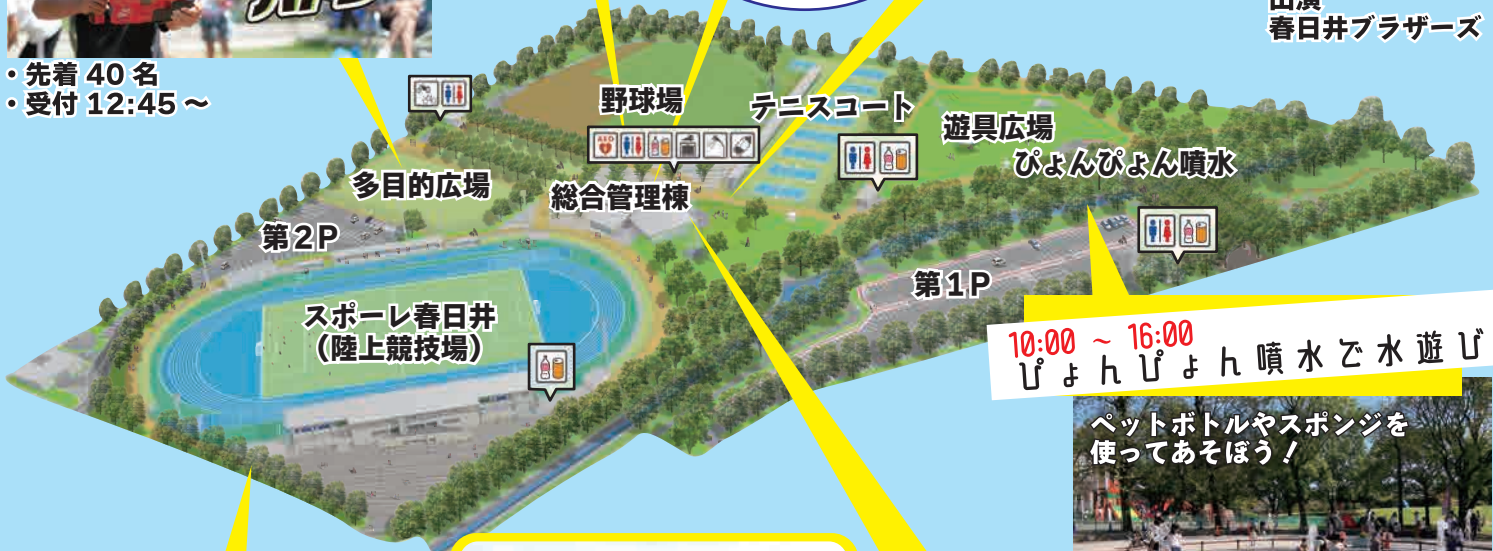 出演
春日井ブラザーズ
・先着 40 名
・受付 12:45 ～
野球場
テニスコート
遊具広場
ぴょんぴょん噴水
AED
多目的広場
総合管理棟
第2P
第1P
スポーレ春日井
(陸上競技場)
10:00 ～ 16:00
ぴょんぴょん噴水で水遊び
ペットボトルやスポンジを
使ってあそぼう！